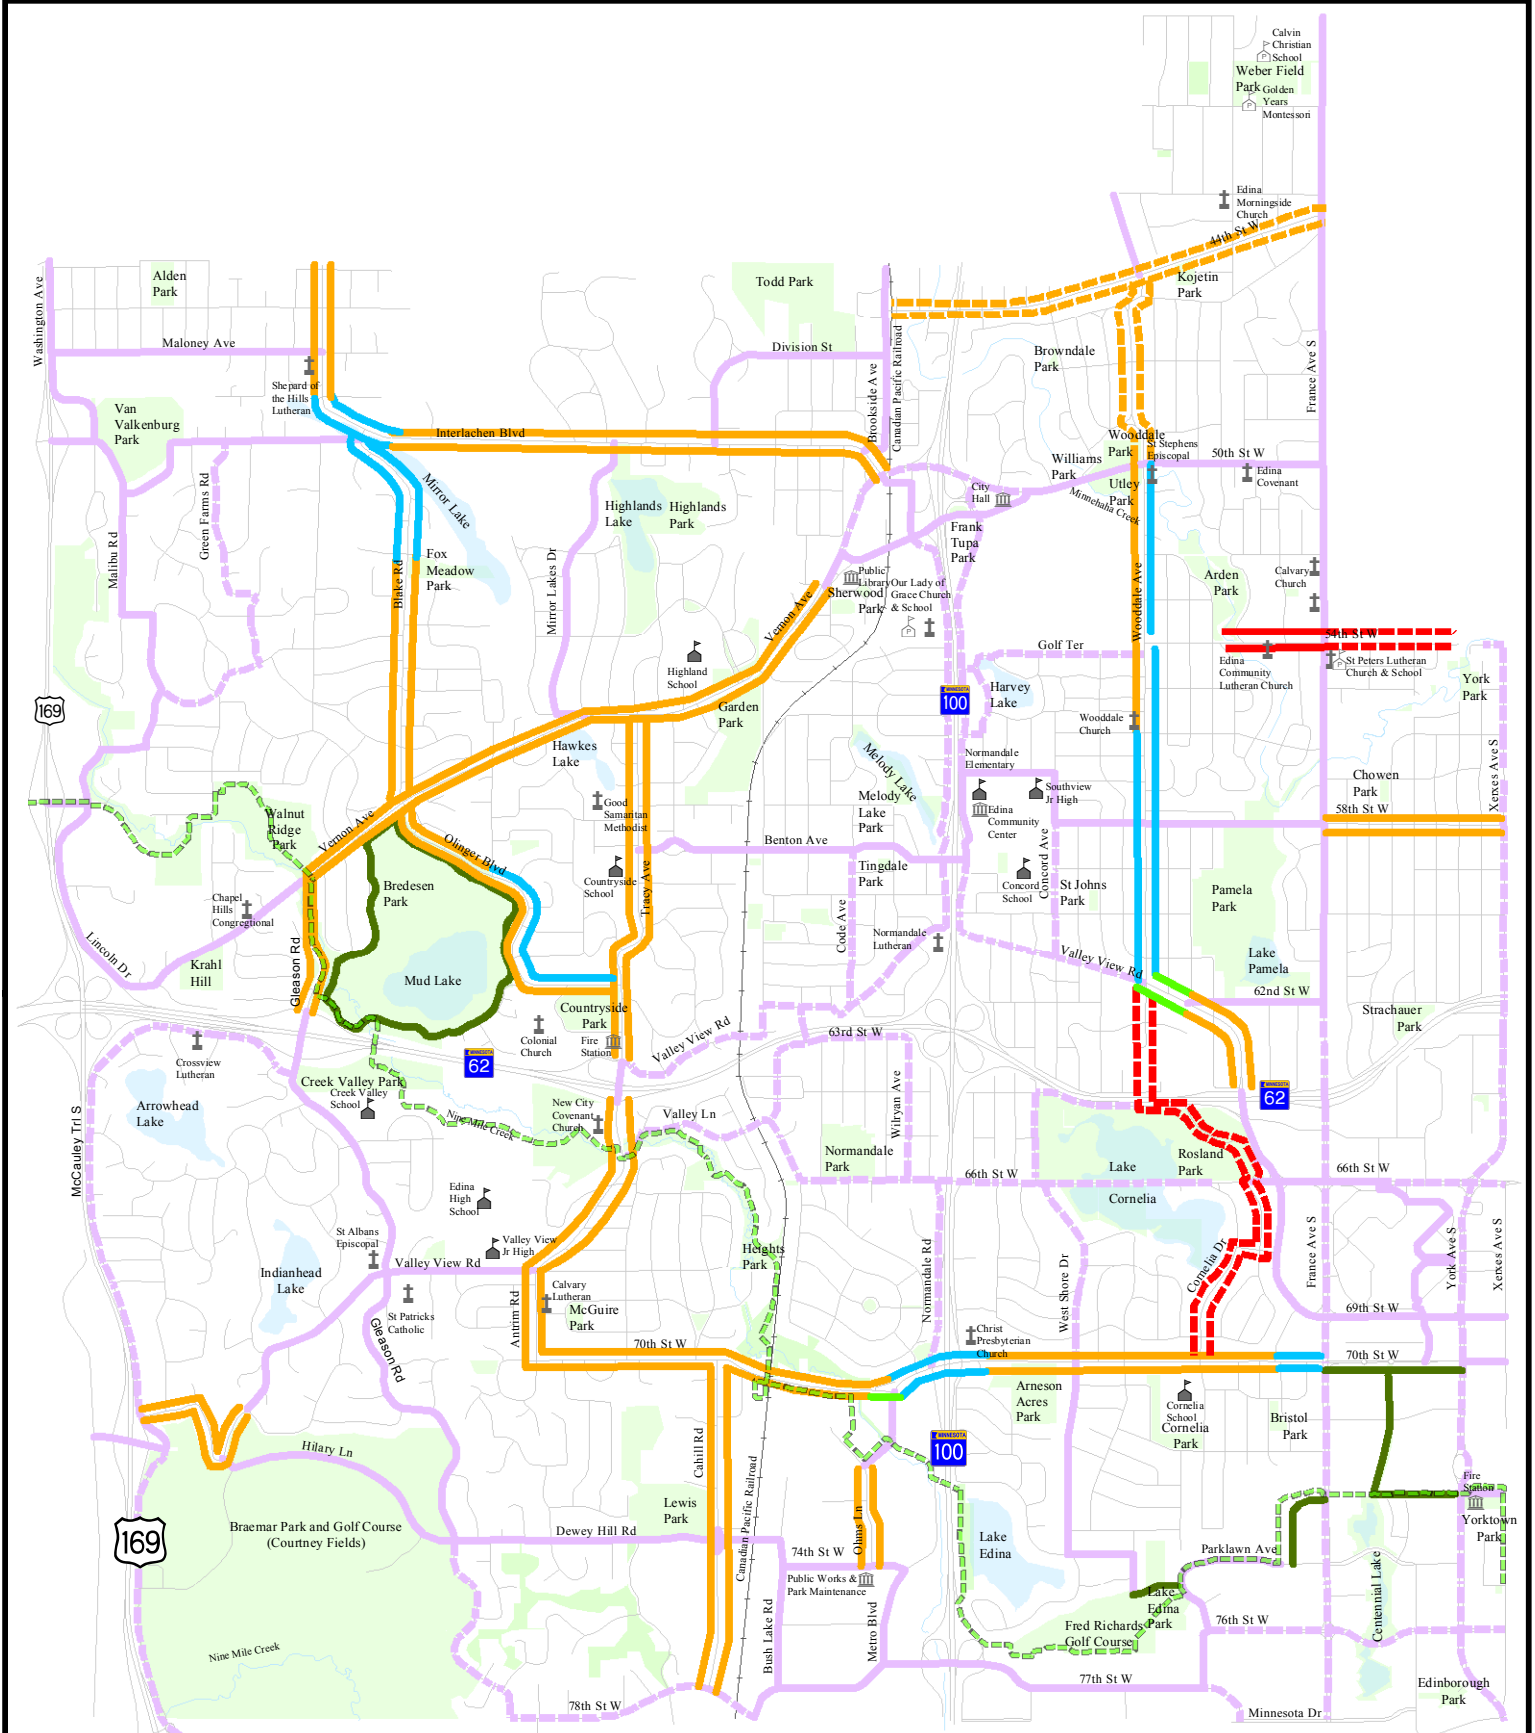 Calvin
Christian
School
P
Weber Field
Park
Golden
Years
Montessori
P
Edina
Morningside
Church
44th St W
Kojetin
Park
Alden
Park
Todd Park
Washington Ave
Maloney Ave
Division St
Brookside Ave
Canadian Pacific Railroad
Browndale
Park
France Ave S
Shepard of
the Hills
Lutheran
Van
Valkenburg
Park
Interlachen Blvd
Wooddale
Park
St Stephens
Episcopal
50th St W
Williams
Park
Edina
Covenant
Utley
Park
Minnehaha Creek
City
Hall
Mirror Lake
Green Farms Rd
Highlands
Lake
Highlands
Park
Frank
Tupa
Park
Malibu Rd
Fox
Meadow
Park
Blake Rd
Mirror Lakes Dr
Public
Library
Our Lady of
Grace Church
& School
P
Sherwood
Park
Vernon Ave
Wooddale Ave
Arden
Park
Calvary
Church
54th St W
Golf Ter
Highland
School
Edina
Community
Lutheran Church
St Peters Lutheran
Church & School
P
York
Park
169
MINNESOTA
100
Harvey
Lake
Garden
Park
Wooddale
Church
Hawkes
Lake
Melody Lake
Normandale
Elementary
Southview
Jr High
Chowen
Park
Xerxes Ave S
Melody
Lake
Park
Good
Samaritan
Methodist
Edina
Community
Center
58th St W
Walnut
Ridge
Park
Vernon Ave
Olinger Blvd
Benton Ave
Tingdale
Park
Concord Ave
Concord
School
St Johns
Park
Pamela
Park
Countryside
School
Tracy Ave
Bredesen
Park
Chapel
Hills
Congregtional
Code Ave
Normandale
Lutheran
Lincoln Dr
Krahl
Hill
Gleason Rd
Mud Lake
Valley View Rd
Lake
Pamela
62nd St W
Countryside
Park
Strachauer
Park
Colonial
Church
Fire
Station
Valley View Rd
63rd St W
Crossview
Lutheran
MINNESOTA
62
Creek Valley Park
Creek Valley
School
MINNESOTA
62
Arrowhead
Lake
New City
Covenant
Church
Nine Mile Creek
Valley Ln
Wilryan Ave
Normandale
Park
McCauley Trl S
Lake
Cornelia
Rosland
Park
66th St W
66th St W
Edina
High
School
St Albans
Episcopal
Valley View
Jr High
Valley View Rd
Heights
Park
Normandale Rd
West Shore Dr
Cornelia Dr
France Ave S
York Ave S
Xerxes Ave S
Indianhead
Lake
St Patricks
Catholic
Antrim Rd
Calvary
Lutheran
McGuire
Park
69th St W
Gleason Rd
70th St W
Christ
Presbyterian
Church
70th St W
Arneson
Acres
Park
Cornelia
School
Cornelia
Park
Bristol
Park
Hilary Ln
Cahill Rd
MINNESOTA
100
Canadian Pacific Railroad
Fire
Station
Lewis
Park
Yorktown
Park
169
Braemar Park and Golf Course
(Courtney Fields)
Dewey Hill Rd
Ohms Ln
74th St W
Lake
Edina
Parklawn Ave
Public Works &
Park Maintenance
Centennial Lake
Lake
Edina
Park
Bush Lake Rd
Metro Blvd
Fred Richards
Golf Course
76th St W
Nine Mile Creek
77th St W
Edinborough
Park
78th St W
Minnesota Dr